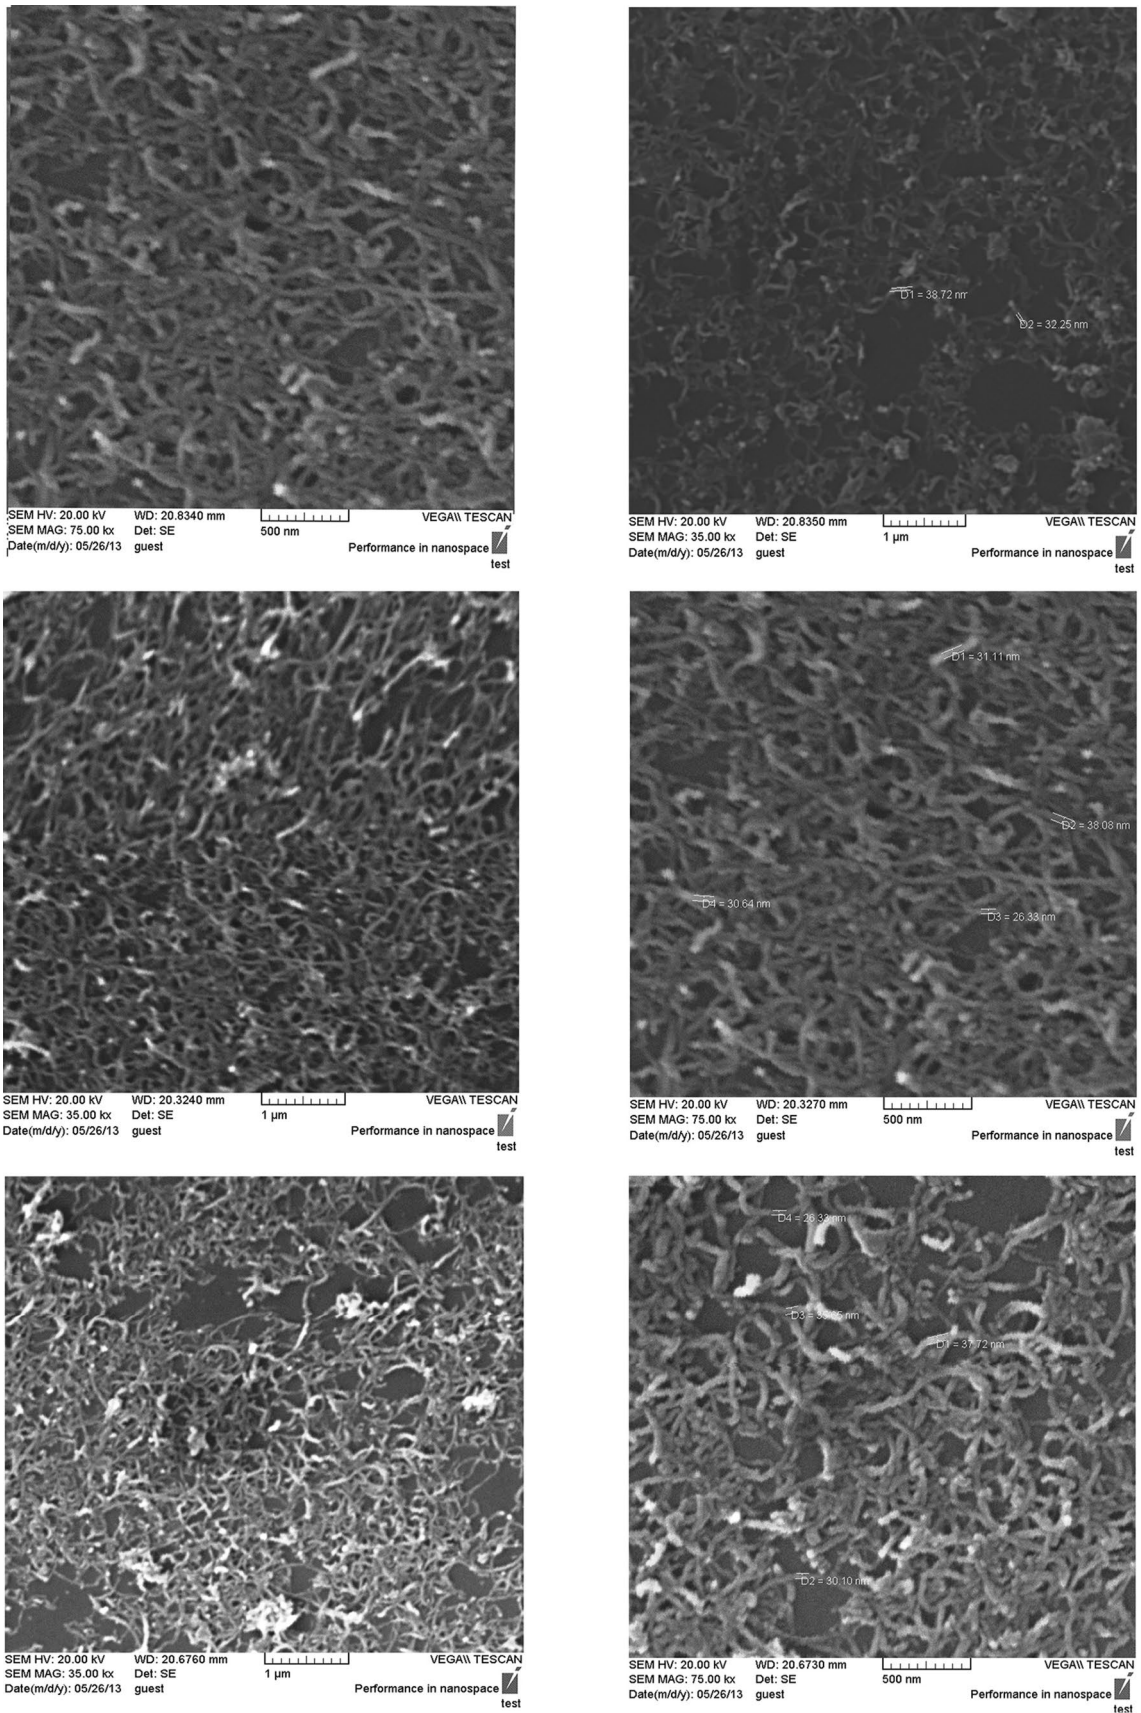 D1 = 38.72 nm
D2 = 32.25 nm
SEM HV: 20.00 kV WD: 20.8340 mm 500 nm VEGA\\ TESCAN
SEM MAG: 75.00 kx Det: SE
Date(m/d/y): 05/26/13 guest Performance in nanospace
test
SEM HV: 20.00 kV WD: 20.8350 mm 1 µm VEGA\\ TESCAN
SEM MAG: 35.00 kx Det: SE
Date(m/d/y): 05/26/13 guest Performance in nanospace
test
D1 = 31.11 nm
D2 = 38.08 nm
D4 = 30.64 nm
D3 = 26.33 nm
SEM HV: 20.00 kV WD: 20.3240 mm 1 µm VEGA\\ TESCAN
SEM MAG: 35.00 kx Det: SE
Date(m/d/y): 05/26/13 guest Performance in nanospace
test
SEM HV: 20.00 kV WD: 20.3270 mm 500 nm VEGA\\ TESCAN
SEM MAG: 75.00 kx Det: SE
Date(m/d/y): 05/26/13 guest Performance in nanospace
test
D4 = 26.33 nm
D3 = nm
D1 = 37.72 nm
D2 = 30.10 nm
SEM HV: 20.00 kV WD: 20.6760 mm 1 µm VEGA\\ TESCAN
SEM MAG: 35.00 kx Det: SE
Date(m/d/y): 05/26/13 guest Performance in nanospace
test
SEM HV: 20.00 kV WD: 20.6730 mm 500 nm VEGA\\ TESCAN
SEM MAG: 75.00 kx Det: SE
Date(m/d/y): 05/26/13 guest Performance in nanospace
test